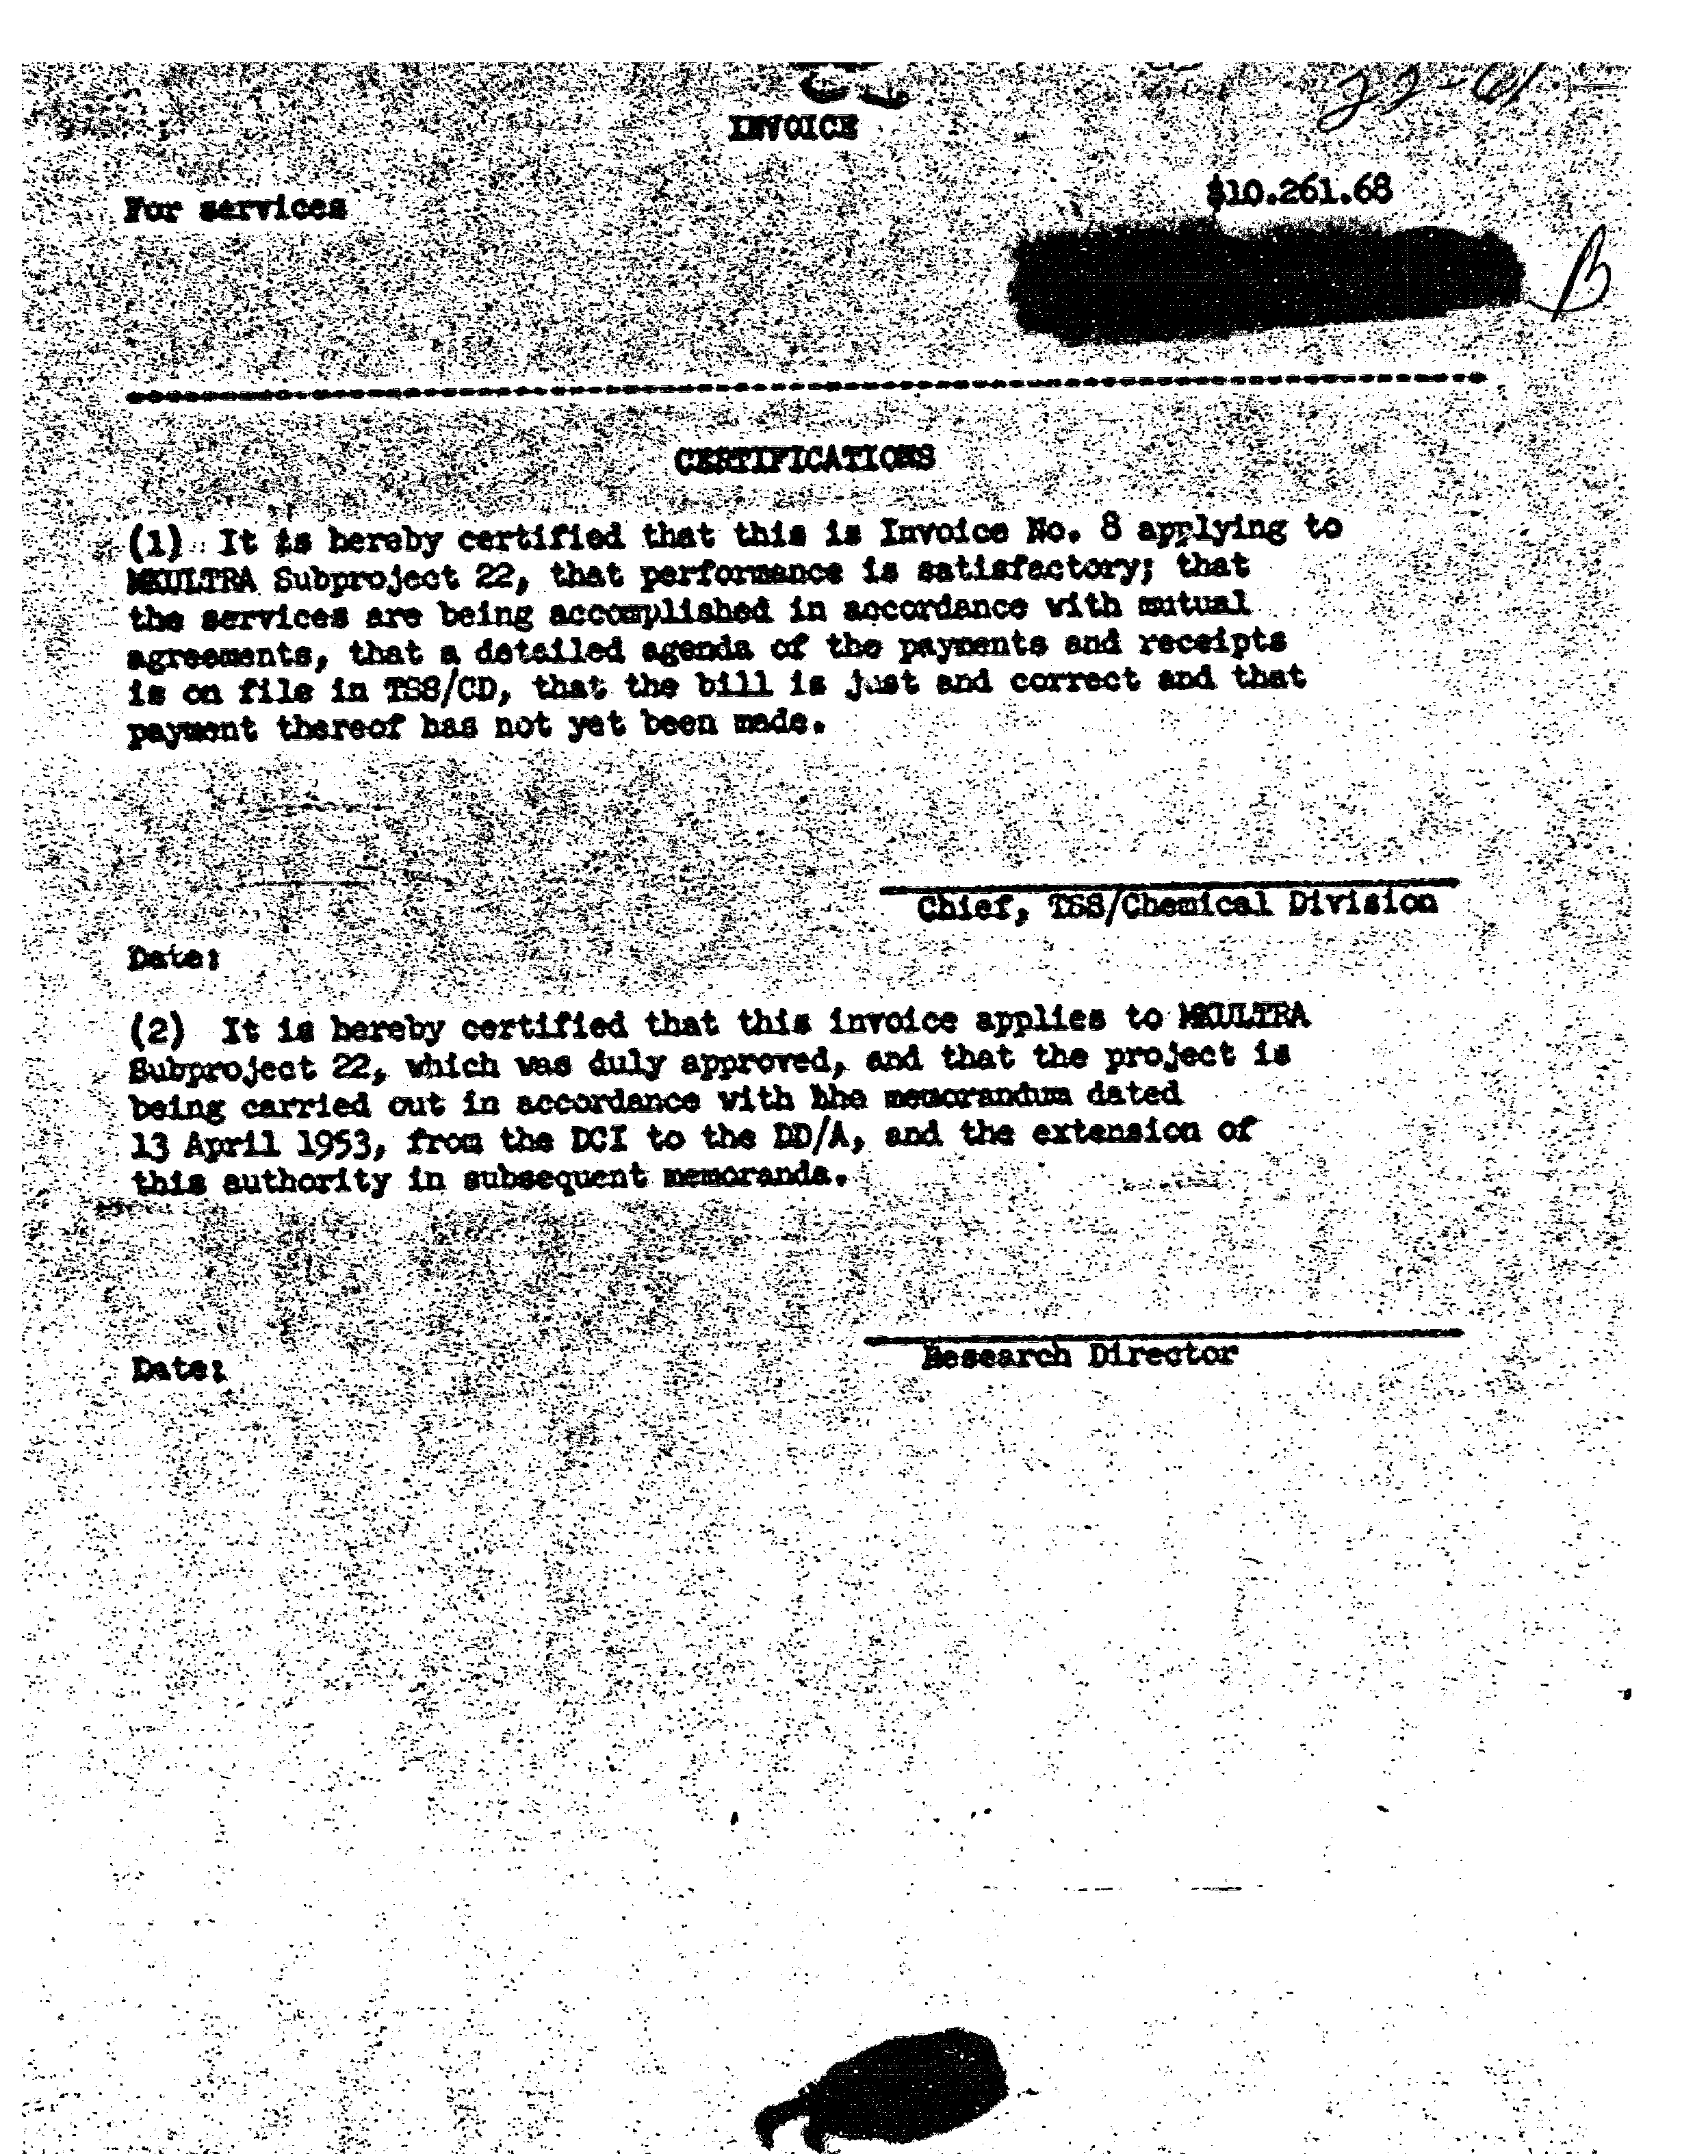 22-61
INVOICE
For services
$10.261.68
B
CERTIFICATIONS
(1) It is hereby certified that this is Invoice No. 8 applying to
MKULTRA Subproject 22, that performance is satisfactory; that
the services are being accomplished in accordance with mutual
agreements, that a detailed agenda of the payments and receipts
is on file in TSS/CD, that the bill is just and correct and that
payment thereof has not yet been made.
Chief, TSS/Chemical Division
Date:
(2) It is hereby certified that this invoice applies to MKULTRA
Subproject 22, which was duly approved, and that the project is
being carried out in accordance with the memorandum dated
13 April 1953, from the DCI to the DD/A, and the extension of
this authority in subsequent memoranda.
Research Director
Date: